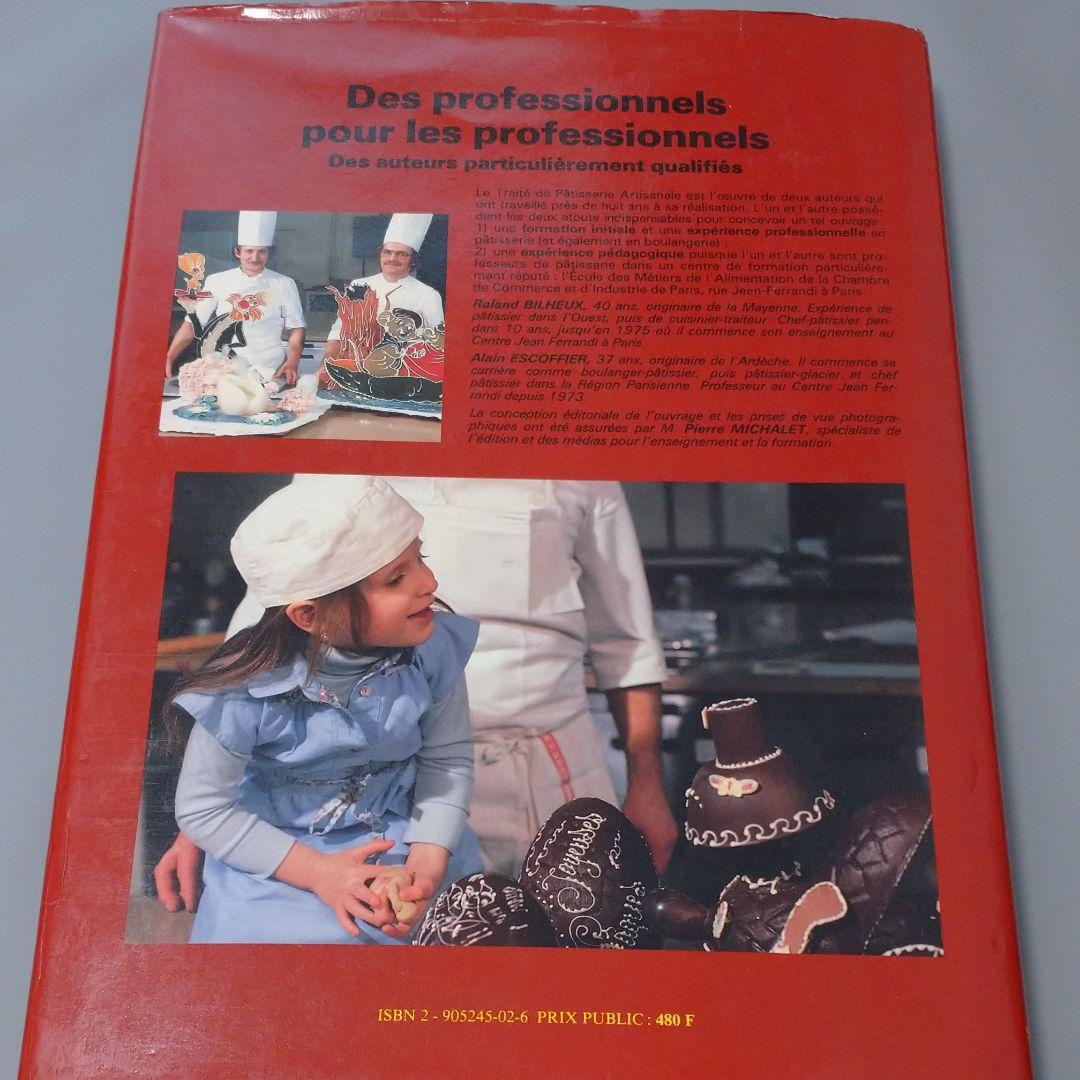 Des professionnels
pour les professionnels
Des auteurs particulièrement qualifiés
Le Traité de Pâtisserie Artisanale est l'œuvre de deux auteurs qui
ont travaillé près de huit ans à sa réalisation. L'un et l'autre possè-
dent les deux atouts indispensables pour concevoir un tel ouvrage :
1) une formation initiale et une expérience professionnelle en
pâtisserie (et également en boulangerie) ;
2) une expérience pédagogique puisque l'un et l'autre sont pro-
fesseurs de pâtisserie dans un centre de formation particulière-
ment réputé : l'École des Métiers de l'Alimentation de la Chambre
de Commerce et d'Industrie de Paris, rue Jean-Ferrandi à Paris.
Roland BILHEUX, 40 ans, originaire de la Mayenne. Expérience de
pâtissier dans l'Ouest, puis de cuisinier-traiteur. Chef-pâtissier pen-
dant 10 ans, jusqu'en 1975 où il commence son enseignement au
Centre Jean Ferrandi à Paris.
Alain ESCOFFIER, 37 ans, originaire de l'Ardèche. Il commence sa
carrière comme boulanger-pâtissier, puis pâtissier-glacier et chef
pâtissier dans la Région Parisienne. Professeur au Centre Jean Fer-
randi depuis 1973.
La conception éditoriale de l'ouvrage et les prises de vue photogra-
phiques ont été assurées par M. Pierre MICHALET, spécialiste de
l'édition et des médias pour l'enseignement et la formation.
Joyeuses
Pâques
ISBN 2 - 905245-02-6 PRIX PUBLIC : 480 F